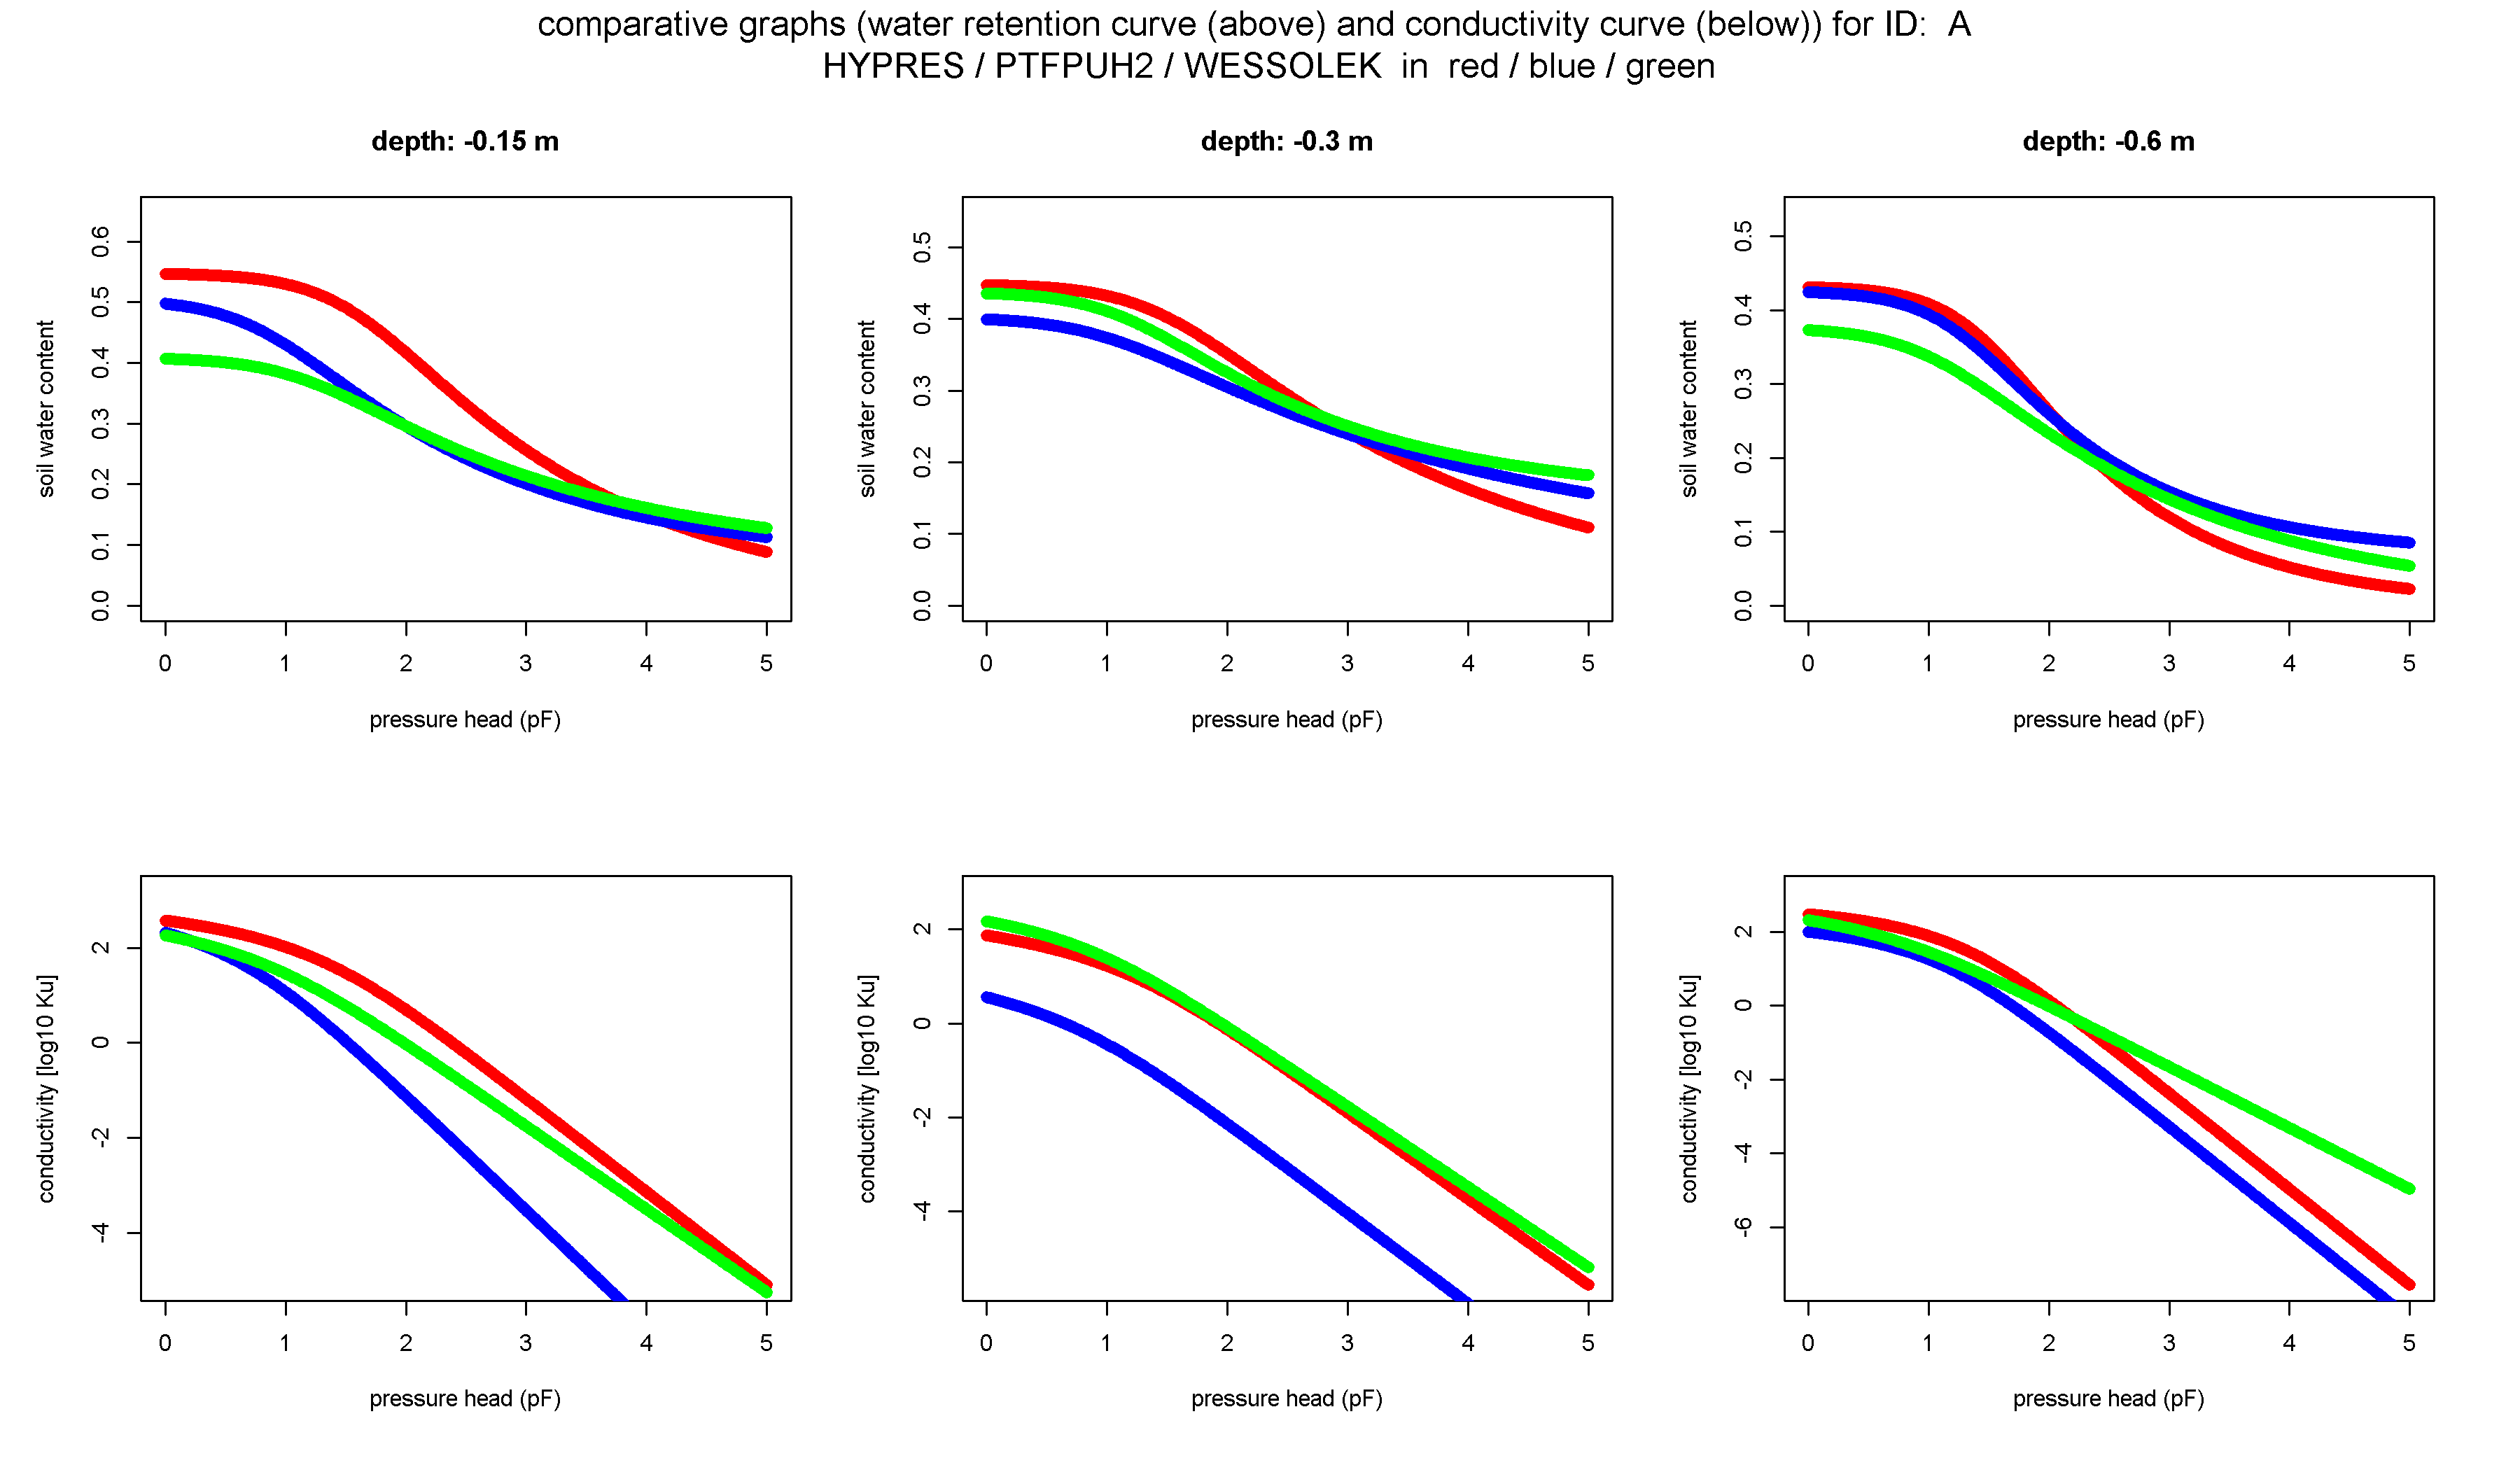 comparative graphs (water retention curve (above) and conductivity curve (below)) for ID:  A
HYPRES / PTFPUH2 / WESSOLEK  in  red / blue / green
depth: -0.15 m
soil water content
0.0 0.1 0.2 0.3 0.4 0.5 0.6
0 1 2 3 4 5
pressure head (pF)
depth: -0.3 m
soil water content
0.0 0.1 0.2 0.3 0.4 0.5
0 1 2 3 4 5
pressure head (pF)
depth: -0.6 m
soil water content
0.0 0.1 0.2 0.3 0.4 0.5
0 1 2 3 4 5
pressure head (pF)
conductivity [log10 Ku]
-4 -2 0 2
0 1 2 3 4 5
pressure head (pF)
conductivity [log10 Ku]
-4 -2 0 2
0 1 2 3 4 5
pressure head (pF)
conductivity [log10 Ku]
-6 -4 -2 0 2
0 1 2 3 4 5
pressure head (pF)